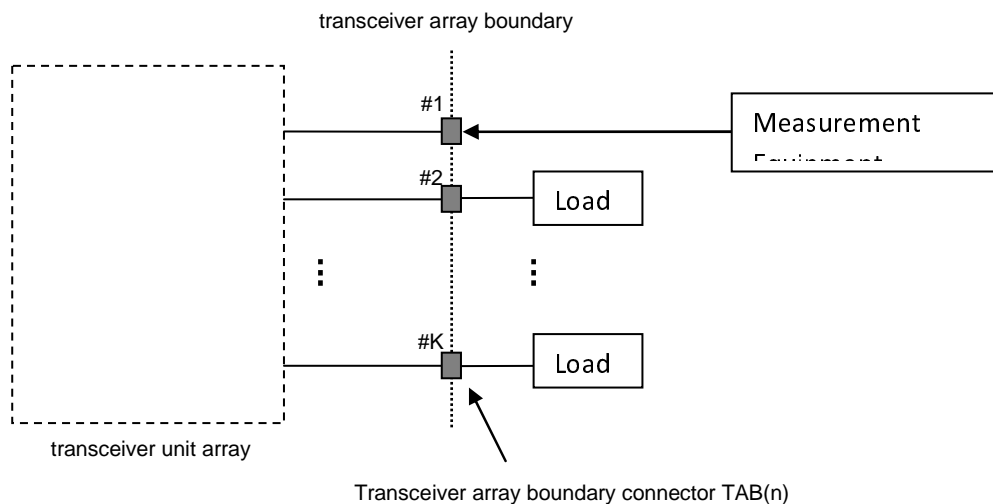 transceiver array boundary
#1
Measurement
#2
Load
#K
Load
transceiver unit array
Transceiver array boundary connector TAB(n)